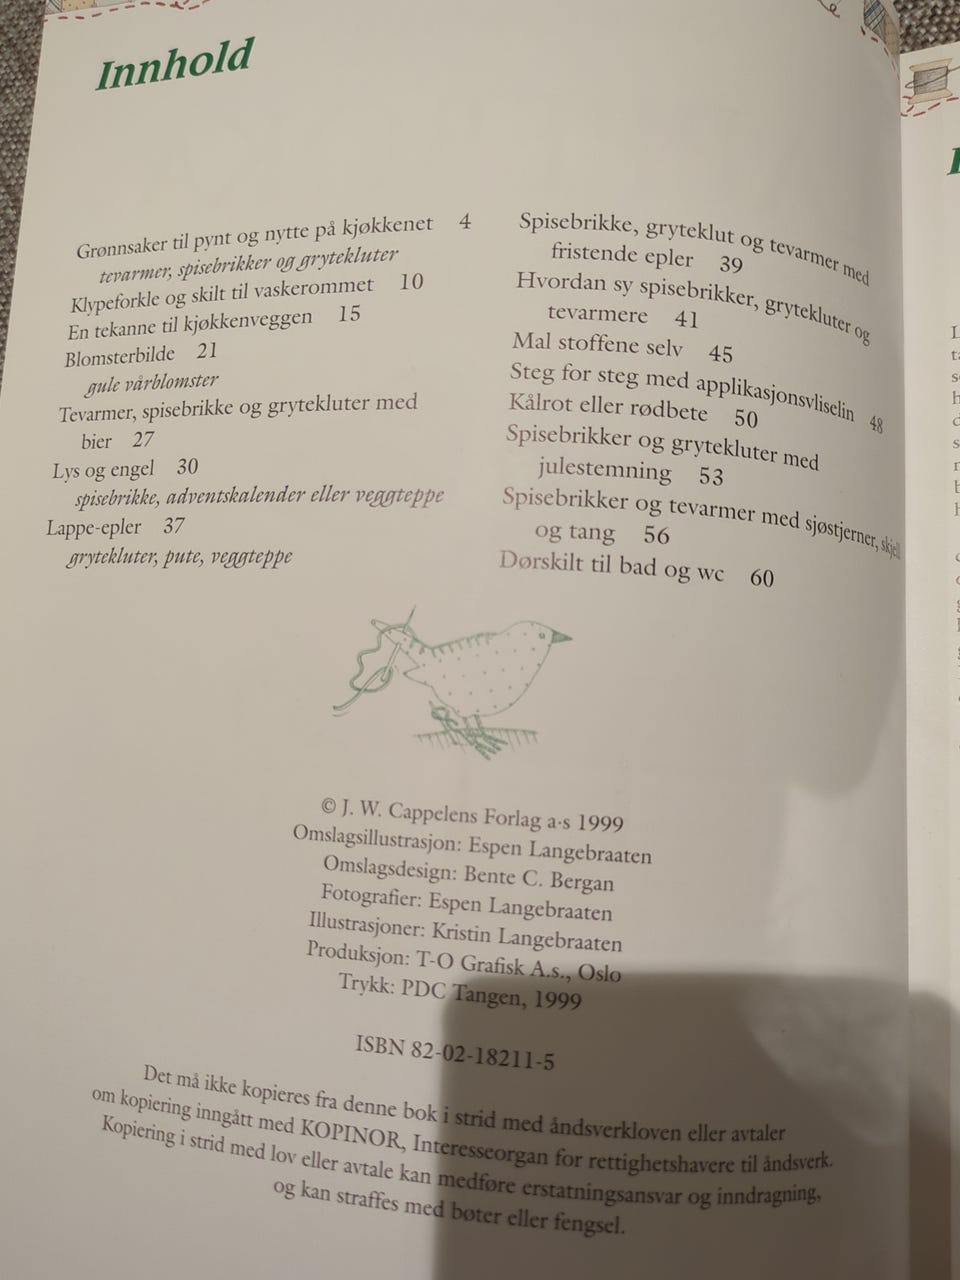 Innhold
Grønnsaker til pynt og nytte på kjøkkenet 4
tevarmer, spisebrikker og grytekluter
Klypeforkle og skilt til vaskerommet 10
En tekanne til kjøkkenveggen 15
Blomsterbilde 21
gule vårblomster
Tevarmer, spisebrikke og grytekluter med
bier 27
Lys og engel 30
spisebrikke, adventskalender eller veggteppe
Lappe-epler 37
grytekluter, pute, veggteppe
Spisebrikke, gryteklut og tevarmer med
fristende epler 39
Hvordan sy spisebrikker, grytekluter og
tevarmere 41
Mal stoffene selv 45
Steg for steg med applikasjonsvliselin 48
Kålrot eller rødbete 50
Spisebrikker og grytekluter med
julestemning 53
Spisebrikker og tevarmer med sjøstjerner, skjell
og tang 56
Dørskilt til bad og wc 60
© J. W. Cappelens Forlag a·s 1999
Omslagsillustrasjon: Espen Langebraaten
Omslagsdesign: Bente C. Bergan
Fotografier: Espen Langebraaten
Illustrasjoner: Kristin Langebraaten
Produksjon: T-O Grafisk A.s., Oslo
Trykk: PDC Tangen, 1999
ISBN 82-02-18211-5
Det må ikke kopieres fra denne bok i strid med åndsverkloven eller avtaler
om kopiering inngått med KOPINOR, Interesseorgan for rettighetshavere til åndsverk.
Kopiering i strid med lov eller avtale kan medføre erstatningsansvar og inndragning,
og kan straffes med bøter eller fengsel.